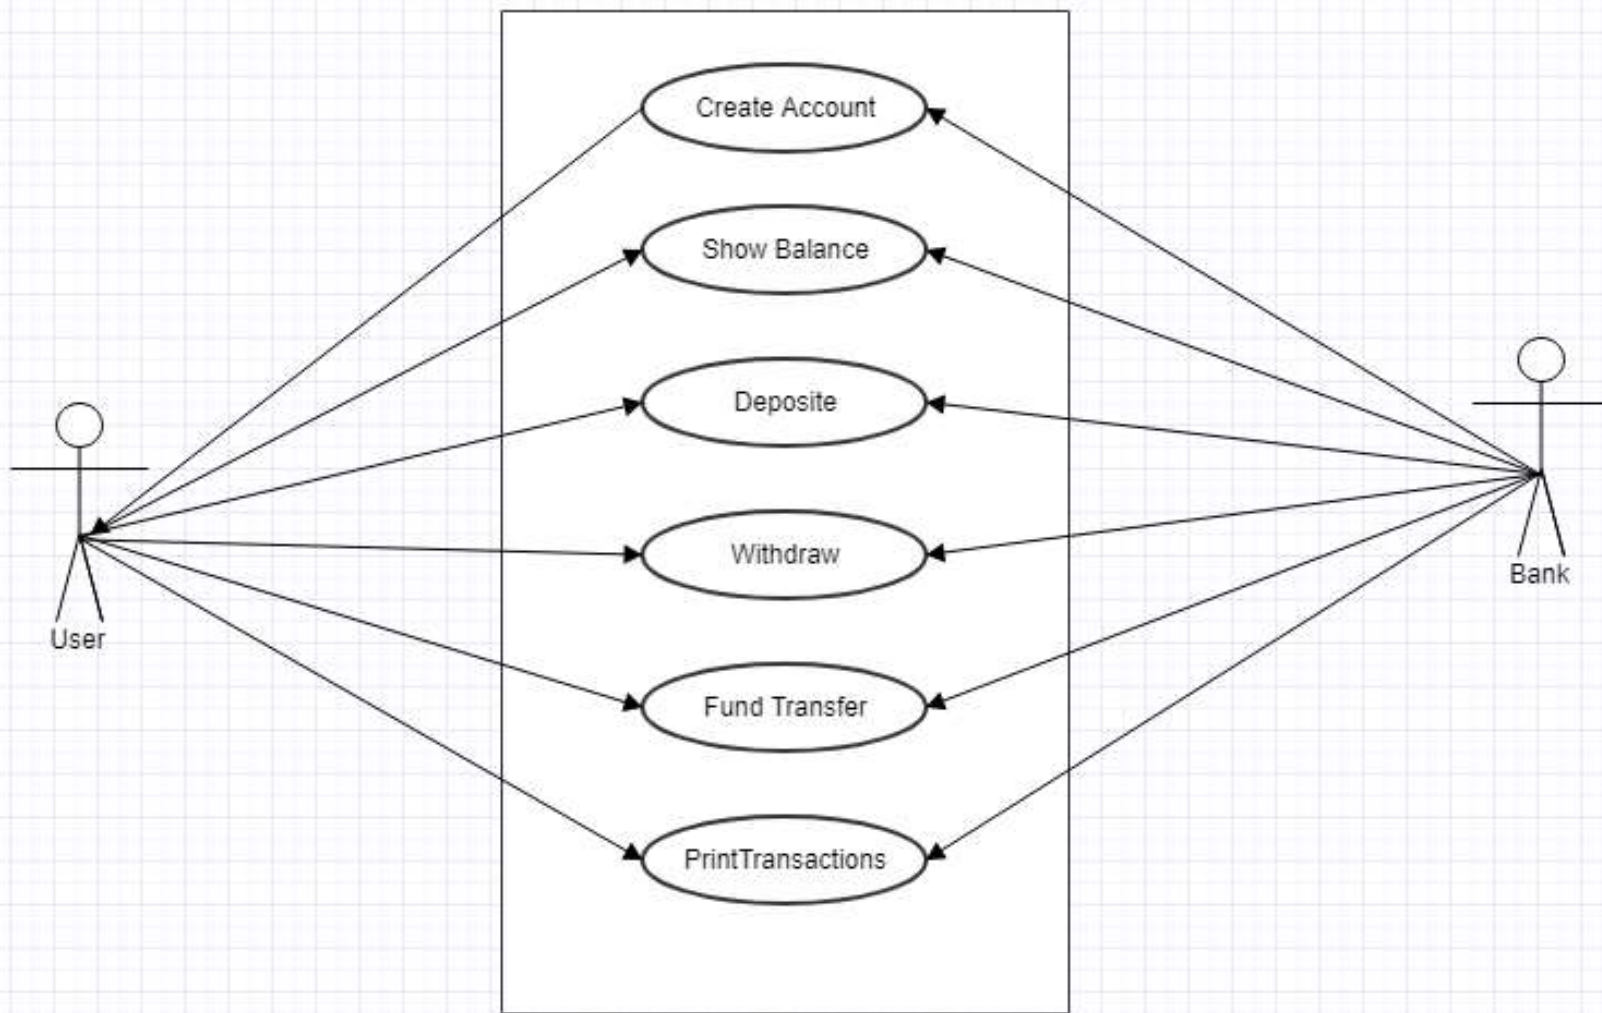 Create Account
Show Balance
Deposite
Withdraw
Fund Transfer
PrintTransactions
User
Bank